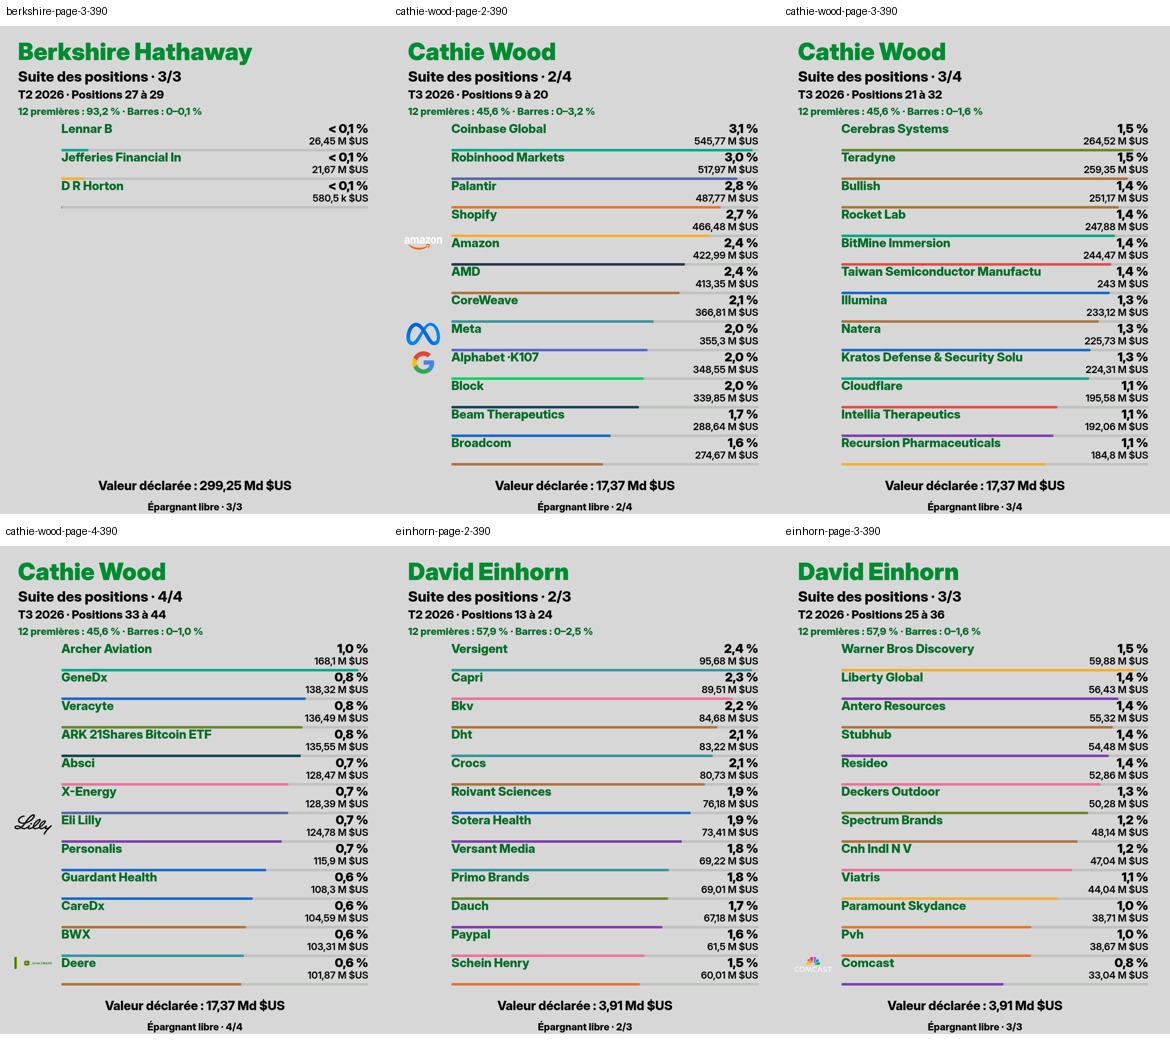 berkshire-page-3-390
Berkshire Hathaway
Suite des positions · 3/3
T2 2026 · Positions 27 à 29
12 premières : 93,2 % · Barres : 0–0,1 %
Lennar B
< 0,1 %
26,45 M $US
Jefferies Financial In
< 0,1 %
21,67 M $US
D R Horton
< 0,1 %
580,5 k $US
Valeur déclarée : 299,25 Md $US
Épargnant libre · 3/3
cathie-wood-page-2-390
Cathie Wood
Suite des positions · 2/4
T3 2026 · Positions 9 à 20
12 premières : 45,6 % · Barres : 0–3,2 %
Coinbase Global
3,1 %
545,77 M $US
Robinhood Markets
3,0 %
517,97 M $US
Palantir
2,8 %
487,77 M $US
Shopify
2,7 %
466,48 M $US
amazon
Amazon
2,4 %
422,99 M $US
AMD
2,4 %
413,35 M $US
CoreWeave
2,1 %
366,81 M $US
Meta
2,0 %
355,3 M $US
Alphabet ·K107
2,0 %
348,55 M $US
Block
2,0 %
339,85 M $US
Beam Therapeutics
1,7 %
288,64 M $US
Broadcom
1,6 %
274,67 M $US
Valeur déclarée : 17,37 Md $US
Épargnant libre · 2/4
cathie-wood-page-3-390
Cathie Wood
Suite des positions · 3/4
T3 2026 · Positions 21 à 32
12 premières : 45,6 % · Barres : 0–1,6 %
Cerebras Systems
1,5 %
264,52 M $US
Teradyne
1,5 %
259,35 M $US
Bullish
1,4 %
251,17 M $US
Rocket Lab
1,4 %
247,88 M $US
BitMine Immersion
1,4 %
244,47 M $US
Taiwan Semiconductor Manufactu
1,4 %
243 M $US
Illumina
1,3 %
233,12 M $US
Natera
1,3 %
225,73 M $US
Kratos Defense & Security Solu
1,3 %
224,31 M $US
Cloudflare
1,1 %
195,58 M $US
Intellia Therapeutics
1,1 %
192,06 M $US
Recursion Pharmaceuticals
1,1 %
184,8 M $US
Valeur déclarée : 17,37 Md $US
Épargnant libre · 3/4
cathie-wood-page-4-390
Cathie Wood
Suite des positions · 4/4
T3 2026 · Positions 33 à 44
12 premières : 45,6 % · Barres : 0–1,0 %
Archer Aviation
1,0 %
168,1 M $US
GeneDx
0,8 %
138,32 M $US
Veracyte
0,8 %
136,49 M $US
ARK 21Shares Bitcoin ETF
0,8 %
135,55 M $US
Absci
0,7 %
128,47 M $US
X-Energy
0,7 %
128,39 M $US
Lilly
Eli Lilly
0,7 %
124,78 M $US
Personalis
0,7 %
115,9 M $US
Guardant Health
0,6 %
108,3 M $US
CareDx
0,6 %
104,59 M $US
BWX
0,6 %
103,31 M $US
Deere
0,6 %
101,87 M $US
Valeur déclarée : 17,37 Md $US
Épargnant libre · 4/4
einhorn-page-2-390
David Einhorn
Suite des positions · 2/3
T2 2026 · Positions 13 à 24
12 premières : 57,9 % · Barres : 0–2,5 %
Versigent
2,4 %
95,68 M $US
Capri
2,3 %
89,51 M $US
Bkv
2,2 %
84,68 M $US
Dht
2,1 %
83,22 M $US
Crocs
2,1 %
80,73 M $US
Roivant Sciences
1,9 %
76,18 M $US
Sotera Health
1,9 %
73,41 M $US
Versant Media
1,8 %
69,22 M $US
Primo Brands
1,8 %
69,01 M $US
Dauch
1,7 %
67,18 M $US
Paypal
1,6 %
61,5 M $US
Schein Henry
1,5 %
60,01 M $US
Valeur déclarée : 3,91 Md $US
Épargnant libre · 2/3
einhorn-page-3-390
David Einhorn
Suite des positions · 3/3
T2 2026 · Positions 25 à 36
12 premières : 57,9 % · Barres : 0–1,6 %
Warner Bros Discovery
1,5 %
59,88 M $US
Liberty Global
1,4 %
56,43 M $US
Antero Resources
1,4 %
55,32 M $US
Stubhub
1,4 %
54,48 M $US
Resideo
1,4 %
52,86 M $US
Deckers Outdoor
1,3 %
50,28 M $US
Spectrum Brands
1,2 %
48,14 M $US
Cnh Indl N V
1,2 %
47,04 M $US
Viatris
1,1 %
44,04 M $US
Paramount Skydance
1,0 %
38,71 M $US
Pvh
1,0 %
38,67 M $US
COMCAST
Comcast
0,8 %
33,04 M $US
Valeur déclarée : 3,91 Md $US
Épargnant libre · 3/3